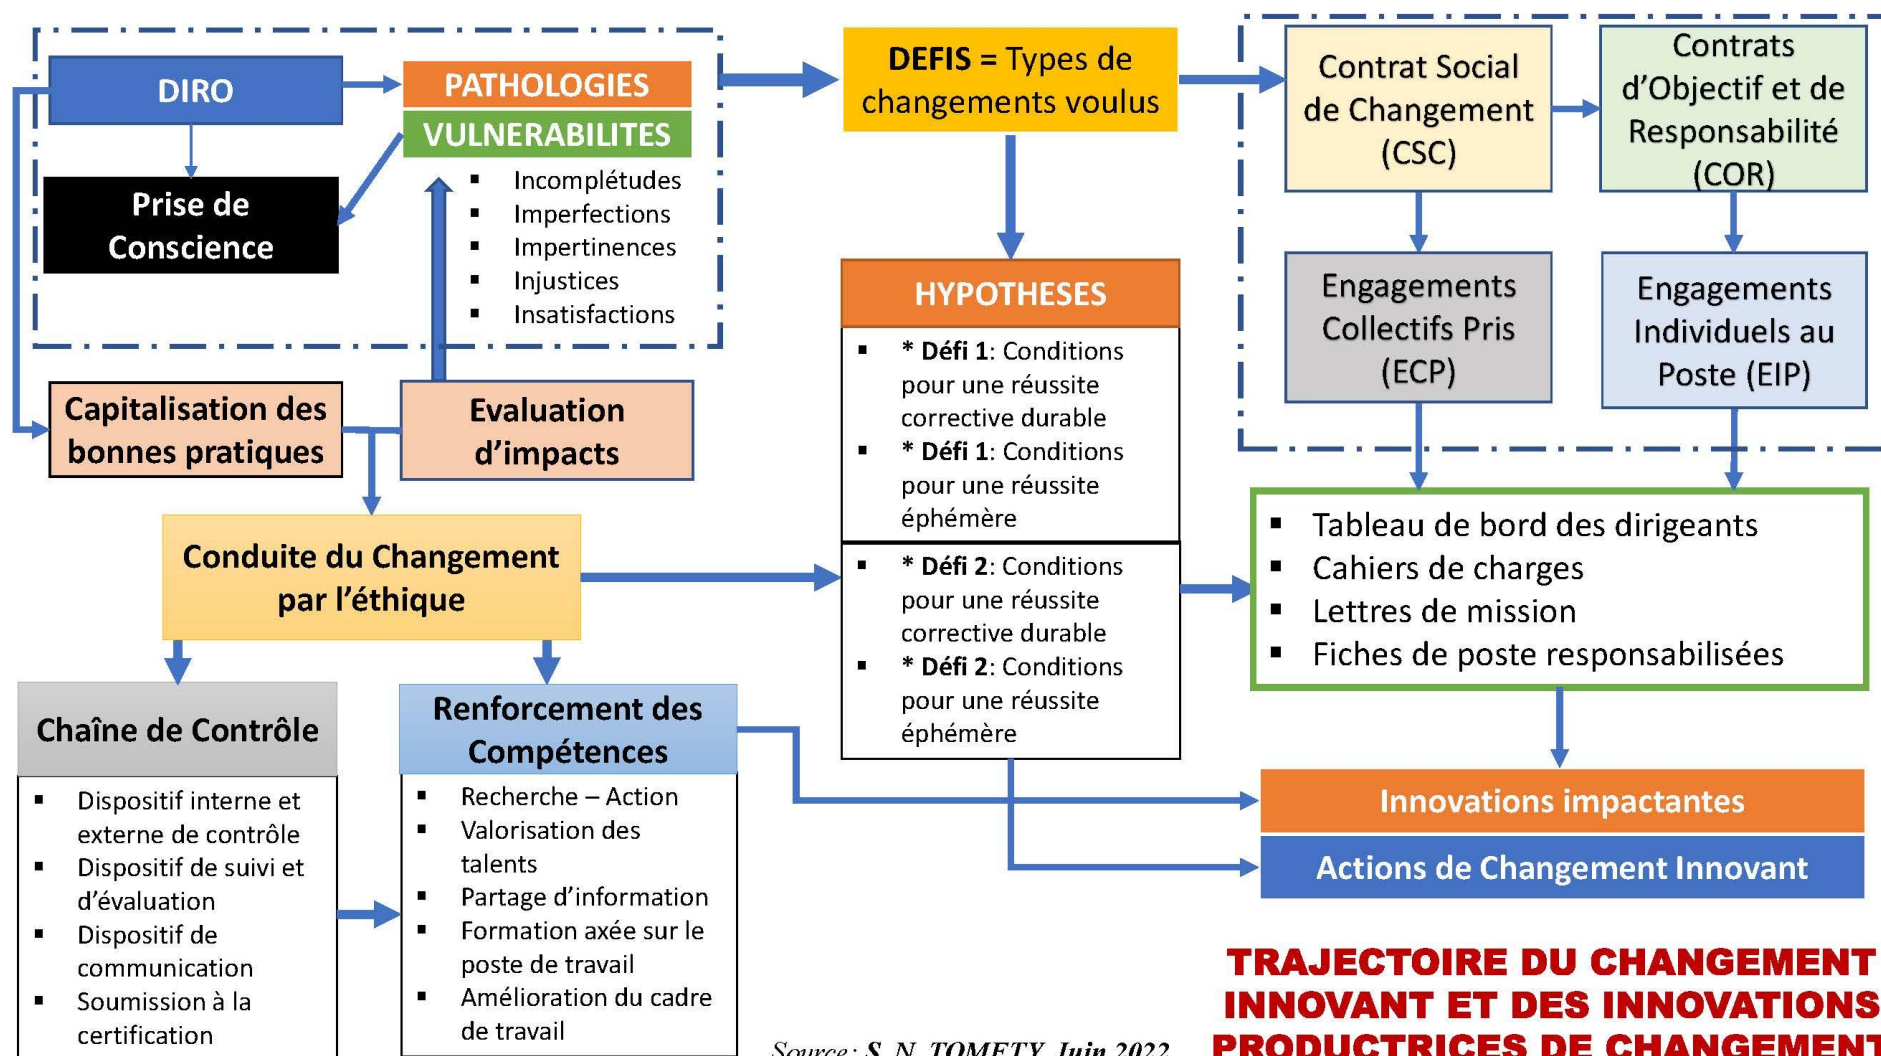 DIRO
PATHOLOGIES
VULNERABILITES
▪ Incomplétudes
▪ Imperfections
▪ Impertinences
▪ Injustices
▪ Insatisfactions
Prise de
Conscience
Capitalisation des
bonnes pratiques
Evaluation
d’impacts
Conduite du Changement
par l’éthique
Chaîne de Contrôle
▪ Dispositif interne et
externe de contrôle
▪ Dispositif de suivi et
d’évaluation
▪ Dispositif de
communication
▪ Soumission à la
certification
Renforcement des
Compétences
▪ Recherche – Action
▪ Valorisation des
talents
▪ Partage d’information
▪ Formation axée sur le
poste de travail
▪ Amélioration du cadre
de travail
DEFIS = Types de
changements voulus
HYPOTHESES
▪ * Défi 1: Conditions
pour une réussite
corrective durable
▪ * Défi 1: Conditions
pour une réussite
éphémère
▪ * Défi 2: Conditions
pour une réussite
corrective durable
▪ * Défi 2: Conditions
pour une réussite
éphémère
Contrat Social
de Changement
(CSC)
Contrats
d’Objectif et de
Responsabilité
(COR)
Engagements
Collectifs Pris
(ECP)
Engagements
Individuels au
Poste (EIP)
▪ Tableau de bord des dirigeants
▪ Cahiers de charges
▪ Lettres de mission
▪ Fiches de poste responsabilisées
Innovations impactantes
Actions de Changement Innovant
TRAJECTOIRE DU CHANGEMENT
INNOVANT ET DES INNOVATIONS
PRODUCTRICES DE CHANGEMENT
Source: S. N. TOMETY, Juin 2022